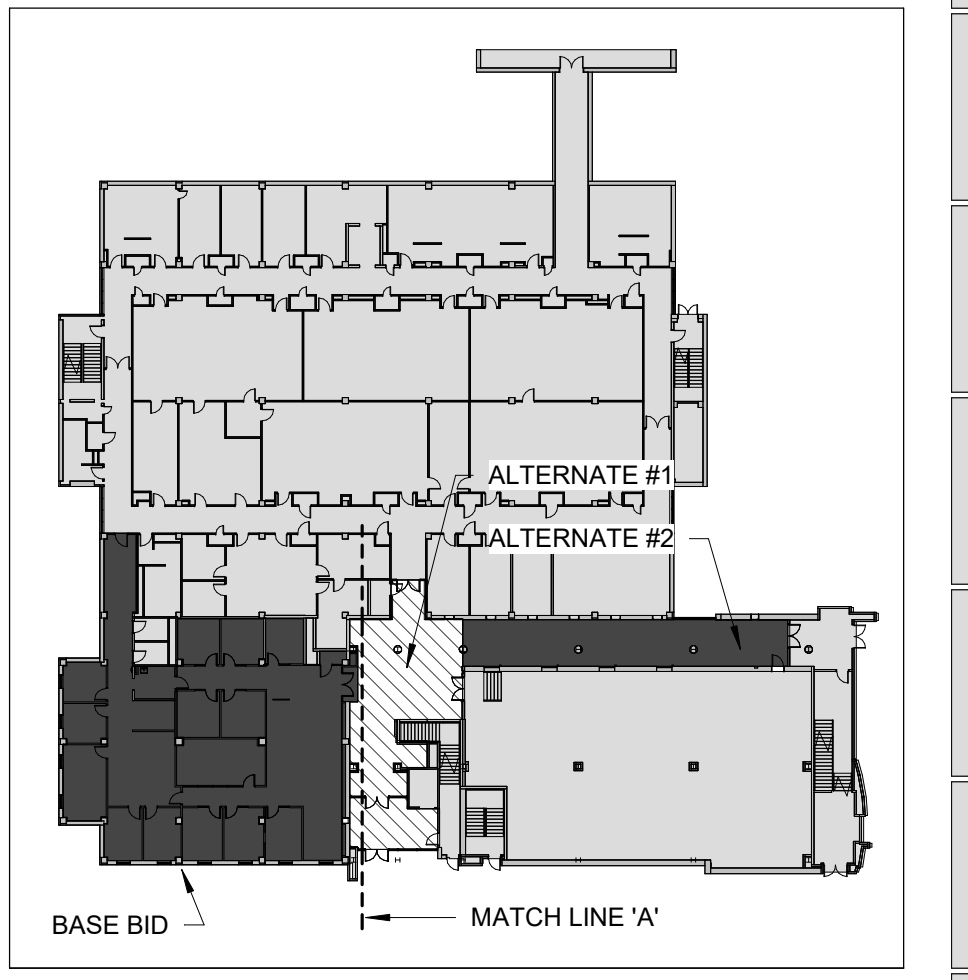 ALTERNATE #1
ALTERNATE #2
BASE BID
MATCH LINE 'A'